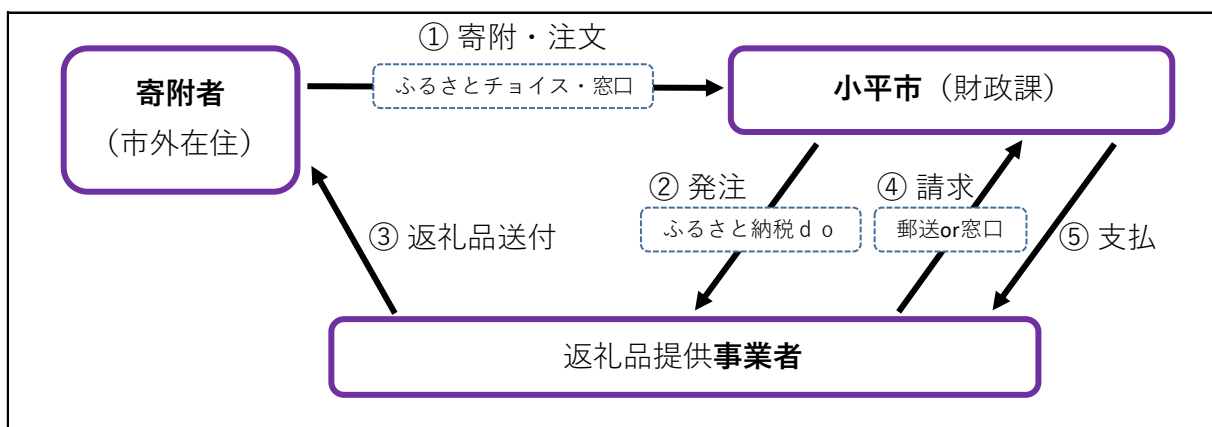 ① 寄附・注文
ふるさとチョイス・窓口
寄附者
(市外在住)
小平市(財政課)
② 発注
ふるさと納税do
④ 請求
郵送or窓口
③ 返礼品送付
⑤ 支払
返礼品提供事業者